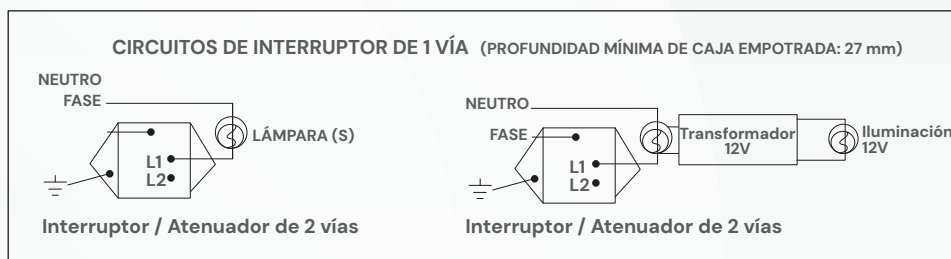 CIRCUITOS DE INTERRUPTOR DE 1 VÍA (PROFUNDIDAD MÍNIMA DE CAJA EMPOTRADA: 27 mm)
NEUTRO
FASE
LÁMPARA (S)
L1
L2
Interruptor / Atenuador de 2 vías
NEUTRO
FASE
Transformador
12V
Iluminación
12V
L1
L2
Interruptor / Atenuador de 2 vías